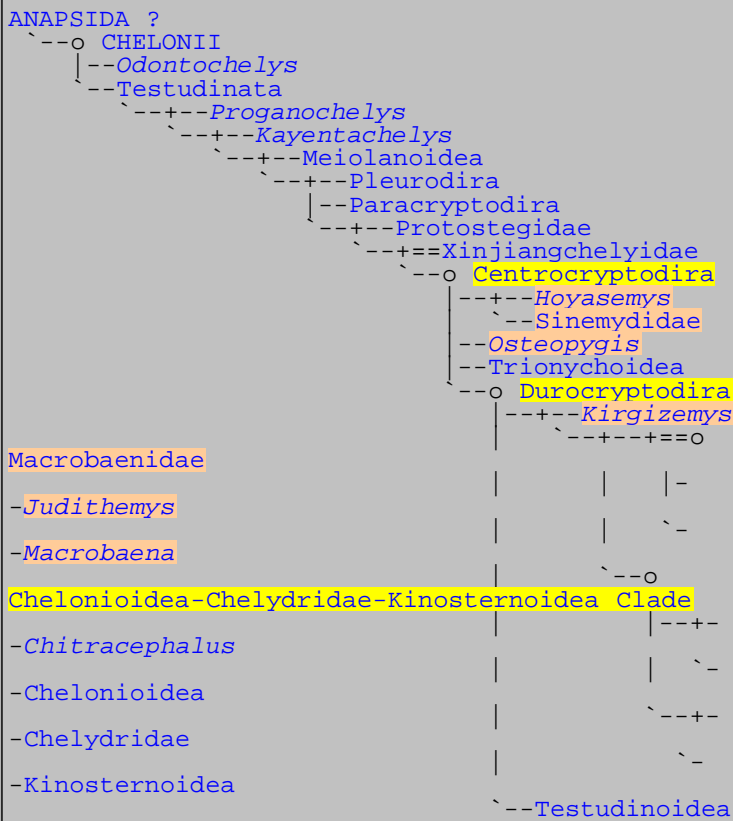 ANAPSIDA ?
`--o CHELONII
|--Odontochelys
`--Testudinata
`--+--Proganochelys
`--+--Kayentachelys
`--+--Meiolanoidea
`--+--Pleurodira
|--Paracryptodira
`--+--Protostegidae
`--+==Xinjiangchelyidae
`--o Centrocryptodira
|--+--Hoyasemys
| `--Sinemydidae
|--Osteopygis
|--Trionychoidea
`--o Durocryptodira
|--+--Kirgizemys
| `--+--+==o
Macrobaenidae
| | |-
-Judithemys
| | `-
-Macrobaena
| `--o
Chelonioidea-Chelydridae-Kinosternoidea Clade
| |--+-
-Chitracephalus
| | `-
-Chelonioidea
| `--+-
-Chelydridae
| `-
-Kinosternoidea
`--Testudinoidea